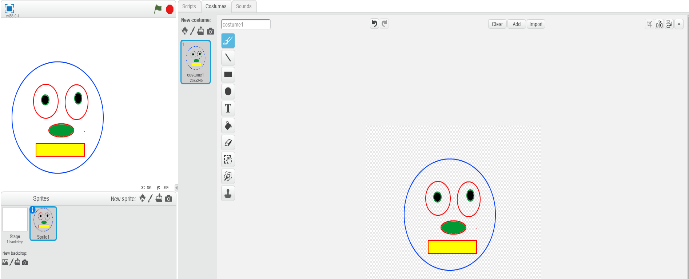 Scripts
Costumes
Sounds
New costume:
costume1
Clear
Add
Import
T
Sprites
New sprite:
Stage
Sprite1
New backdrop: